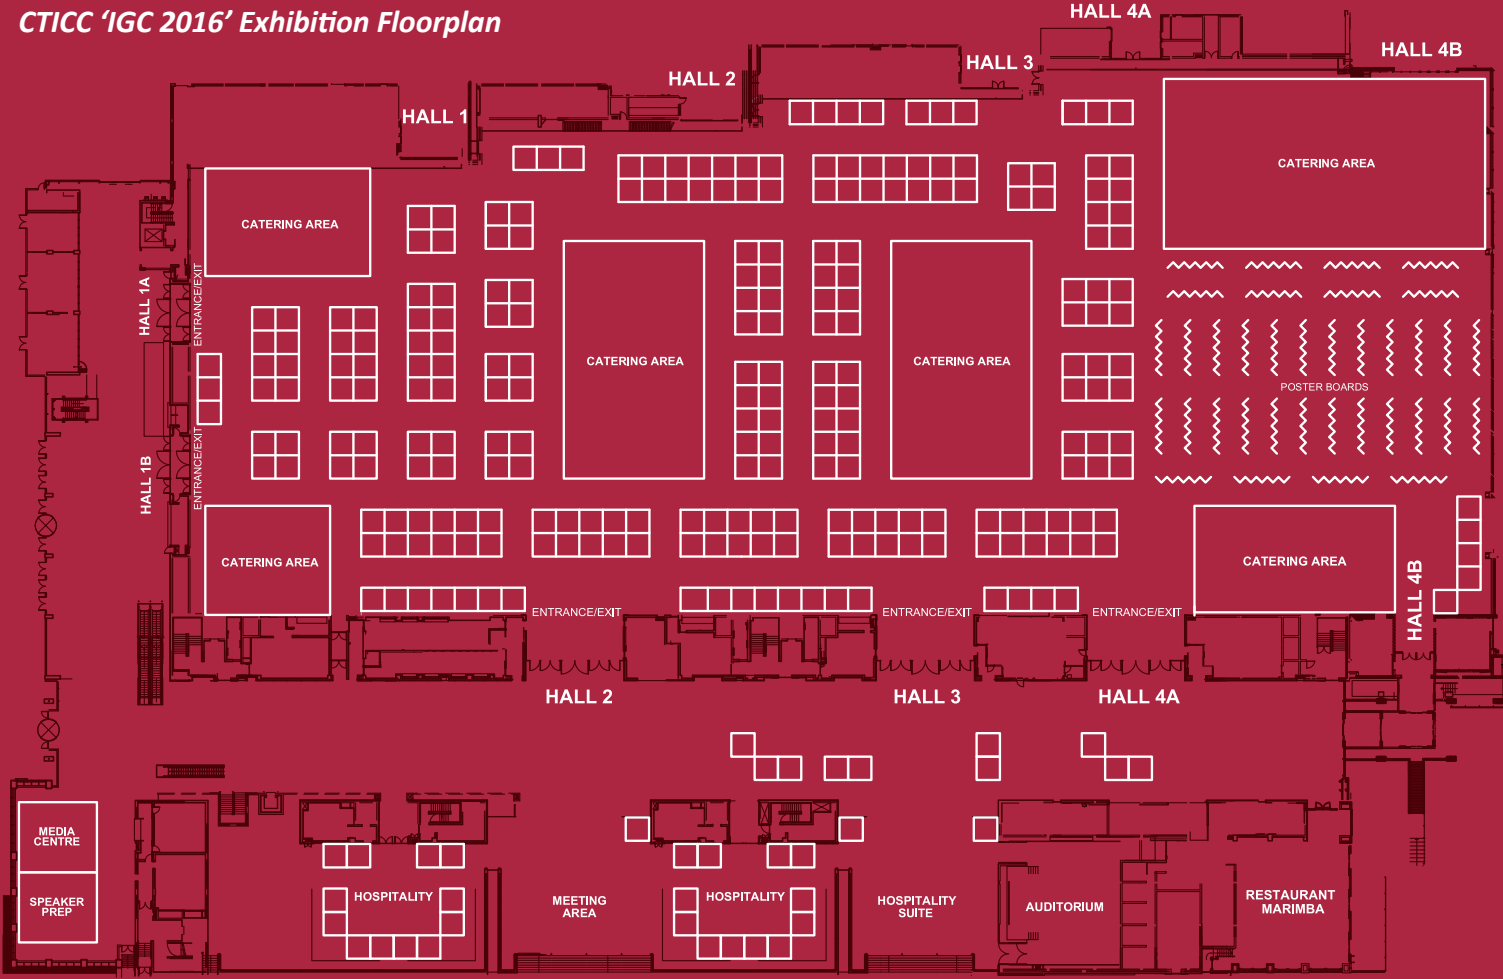 CTICC ‘IGC 2016’ Exhibition Floorplan
HALL 4A
HALL 4B
HALL 3
HALL 2
HALL 1
CATERING AREA
CATERING AREA
HALL 1A
ENTRANCE/EXIT
CATERING AREA
CATERING AREA
POSTER BOARDS
HALL 1B
ENTRANCE/EXIT
CATERING AREA
CATERING AREA
HALL 4B
ENTRANCE/EXIT
ENTRANCE/EXIT
ENTRANCE/EXIT
HALL 2
HALL 3
HALL 4A
MEDIA
CENTRE
SPEAKER
PREP
HOSPITALITY
MEETING
AREA
HOSPITALITY
HOSPITALITY
SUITE
AUDITORIUM
RESTAURANT
MARIMBA